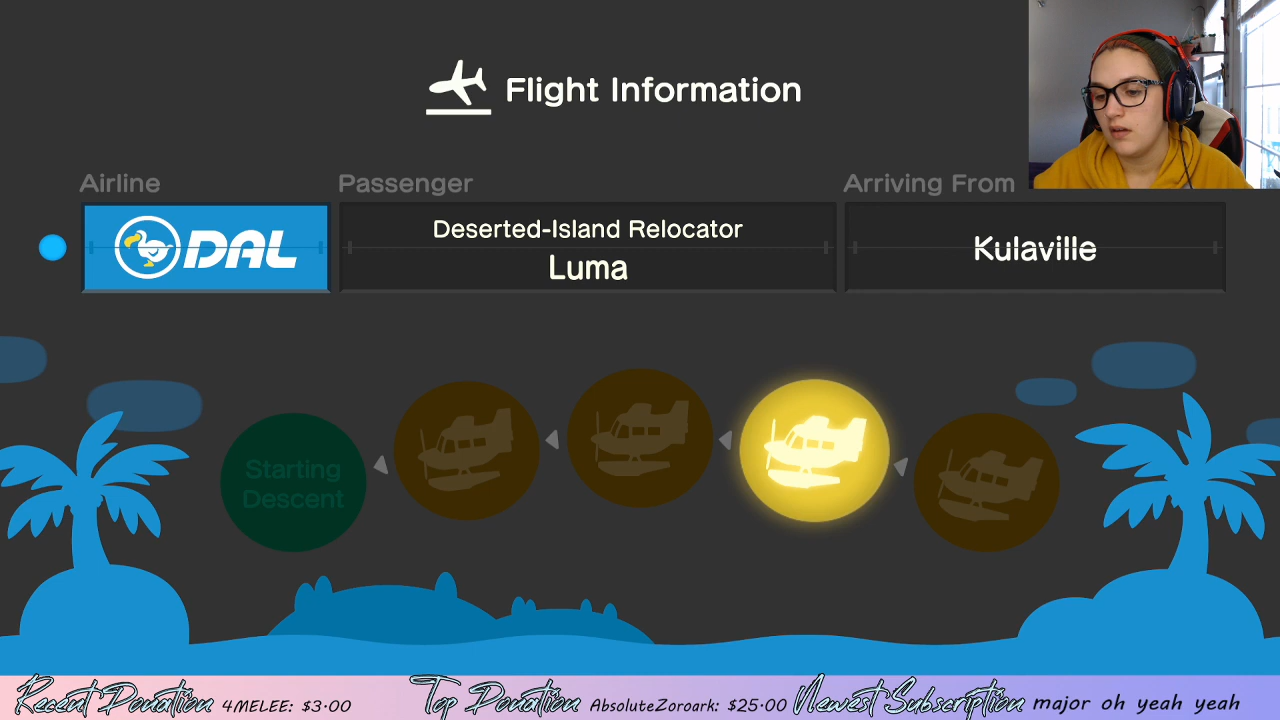 Flight Information
Airline
Passenger
Arriving From
DAL
Deserted-Island Relocator
Luma
Kulaville
Starting
Descent
Recent Donation 4MELEE: $3.00
Top Donation AbsoluteZoroark: $25.00
Newest Subscription major oh yeah yeah